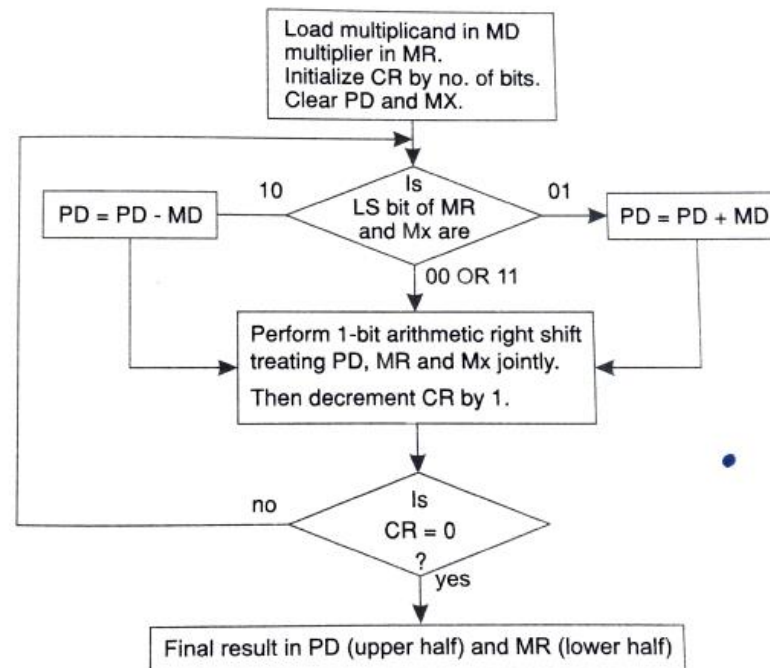 Load multiplicand in MD
multiplier in MR.
Initialize CR by no. of bits.
Clear PD and MX.
10
Is
LS bit of MR
and Mx are
01
PD = PD - MD
PD = PD + MD
00 OR 11
Perform 1-bit arithmetic right shift
treating PD, MR and Mx jointly.
Then decrement CR by 1.
no
Is
CR = 0
?
yes
Final result in PD (upper half) and MR (lower half)